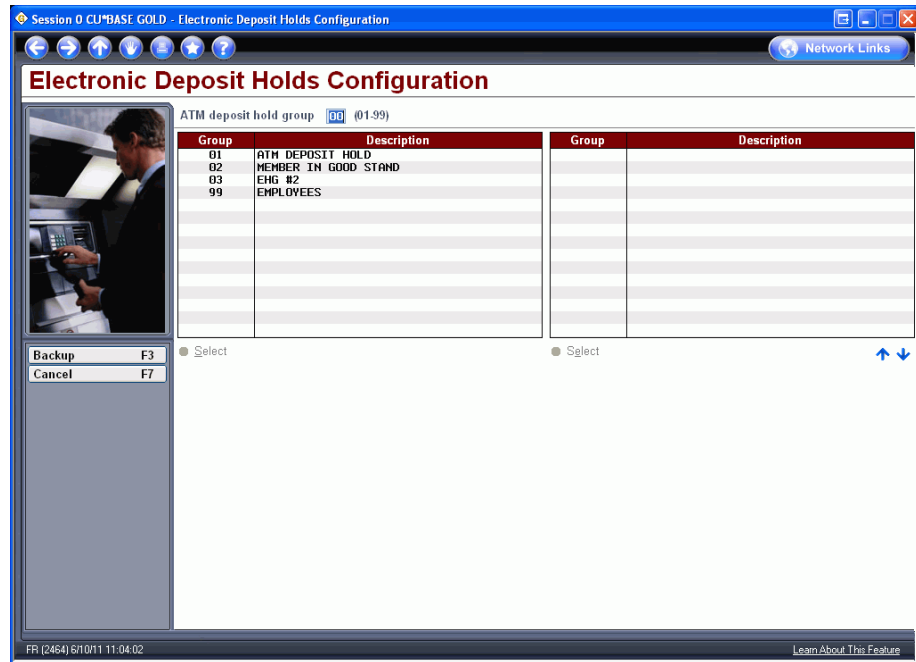 Session 0 CU*BASE GOLD - Electronic Deposit Holds Configuration
Network Links
Electronic Deposit Holds Configuration
ATM deposit hold group 00 (01-99)
Group Description Group Description
01 ATM DEPOSIT HOLD
02 MEMBER IN GOOD STAND
03 EHG #2
99 EMPLOYEES
Select Select
Backup F3
Cancel F7
FR (2464) 6/10/11 11:04:02 Learn About This Feature